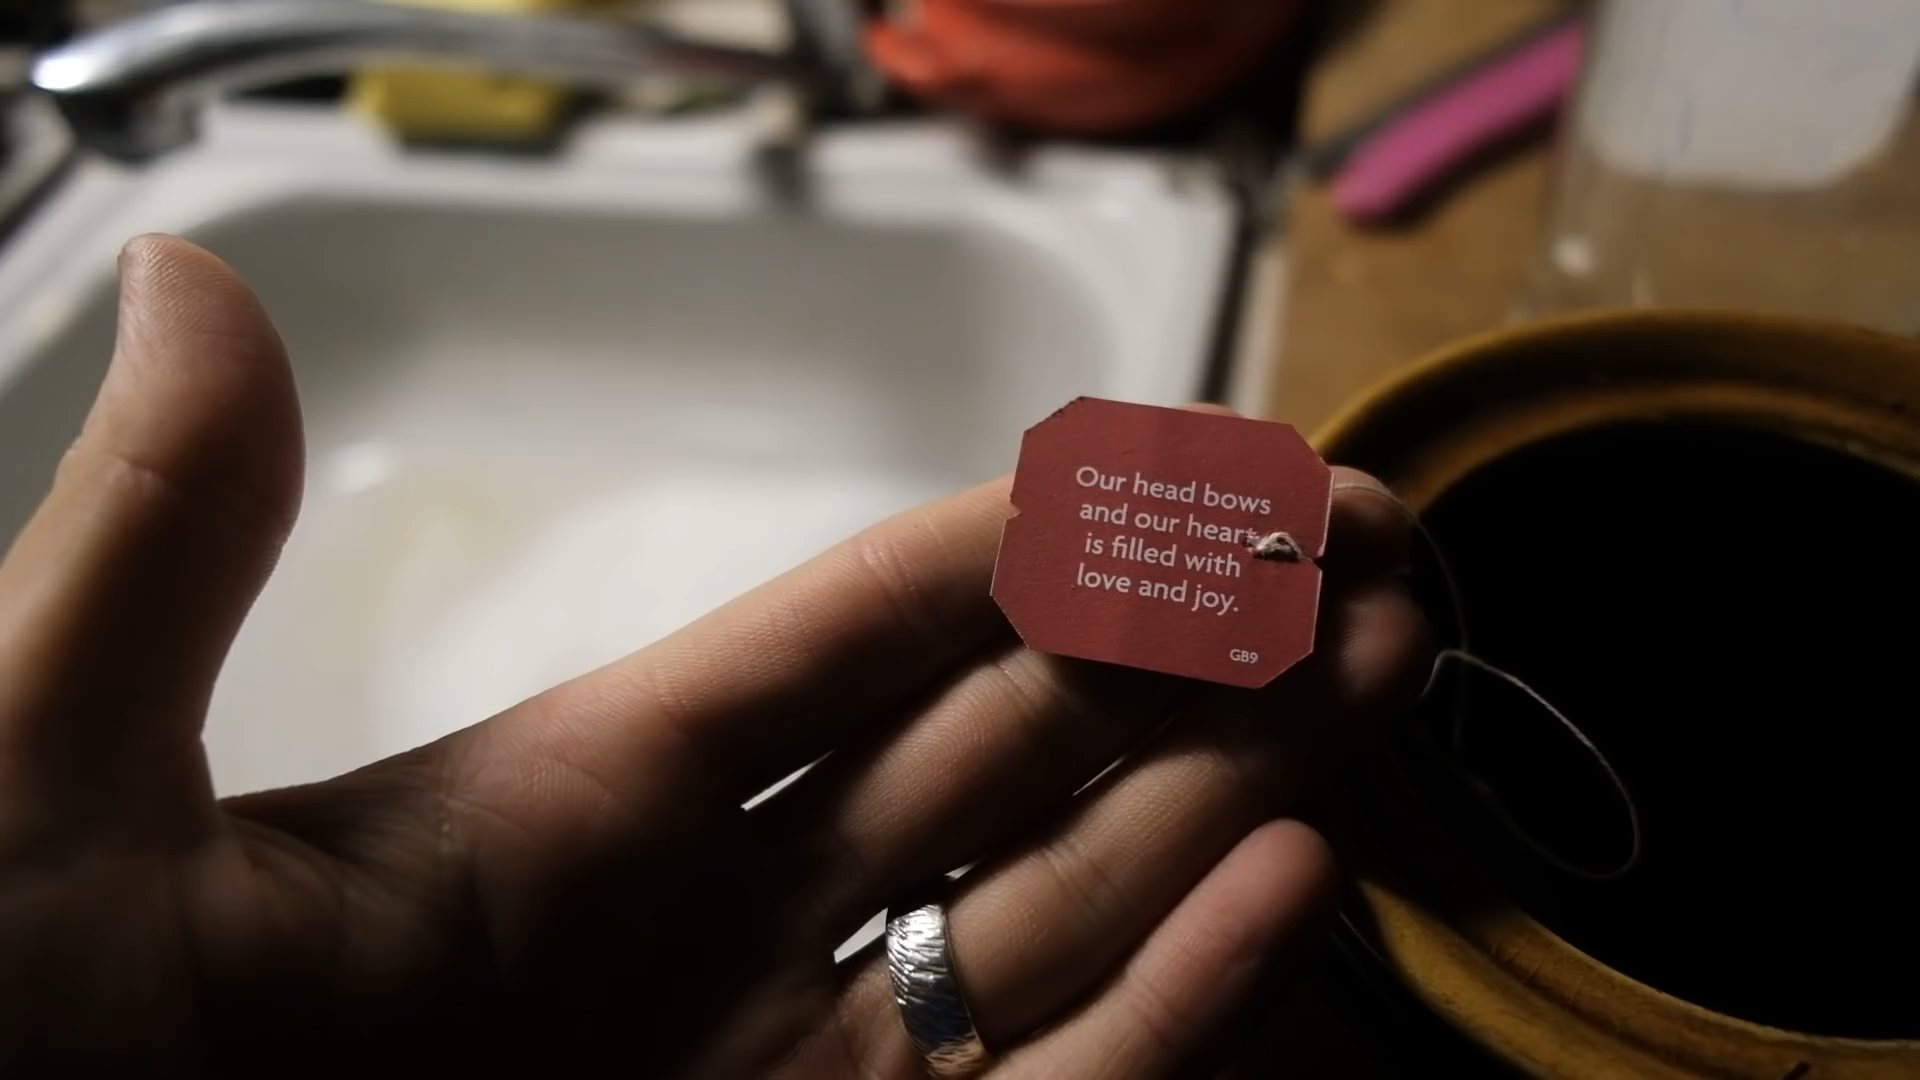 Our head bows
and our heart
is filled with
love and joy.
GB9